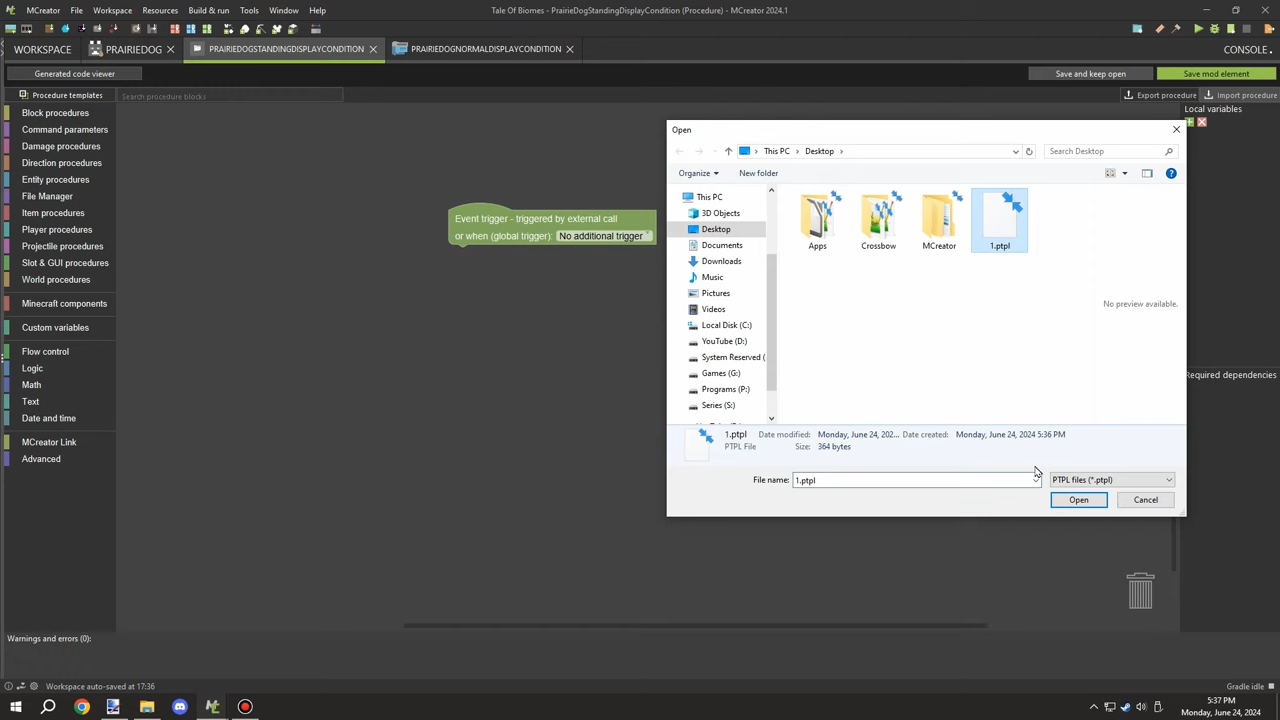 MCreator File Workspace Resources Build & run Tools Window Help
Tale Of Biomes - PrairieDogStandingDisplayCondition (Procedure) - MCreator 2024.1
WORKSPACE PRAIRIEDOG PRAIRIEDOGSTANDINGDISPLAYCONDITION PRAIRIEDOGNORMALDISPLAYCONDITION CONSOLE
Generated code viewer Save and keep open Save mod element
Procedure templates Search procedure blocks Export procedure Import procedure
Local variables
Block procedures
Command parameters
Damage procedures
Direction procedures
Entity procedures
File Manager
Item procedures
Player procedures
Projectile procedures
Slot & GUI procedures
World procedures
Minecraft components
Custom variables
Flow control
Logic
Math
Text
Date and time
MCreator Link
Advanced
Event trigger - triggered by external call
or when (global trigger): No additional trigger
Open
This PC Desktop Search Desktop
Organize New folder
This PC
3D Objects
Desktop
Documents
Downloads
Music
Pictures
Videos
Local Disk (C:)
YouTube (D:)
System Reserved (
Games (G:)
Programs (P:)
Series (S:)
Apps Crossbow MCreator 1.ptpl
No preview available.
1.ptpl Date modified: Monday, June 24, 202... Date created: Monday, June 24, 2024 5:36 PM
PTPL File Size: 364 bytes
File name: 1.ptpl PTPL files (*.ptpl)
Open Cancel
Required dependencies
Warnings and errors (0):
Workspace auto-saved at 17:36 Gradle idle
5:37 PM
Monday, June 24, 2024